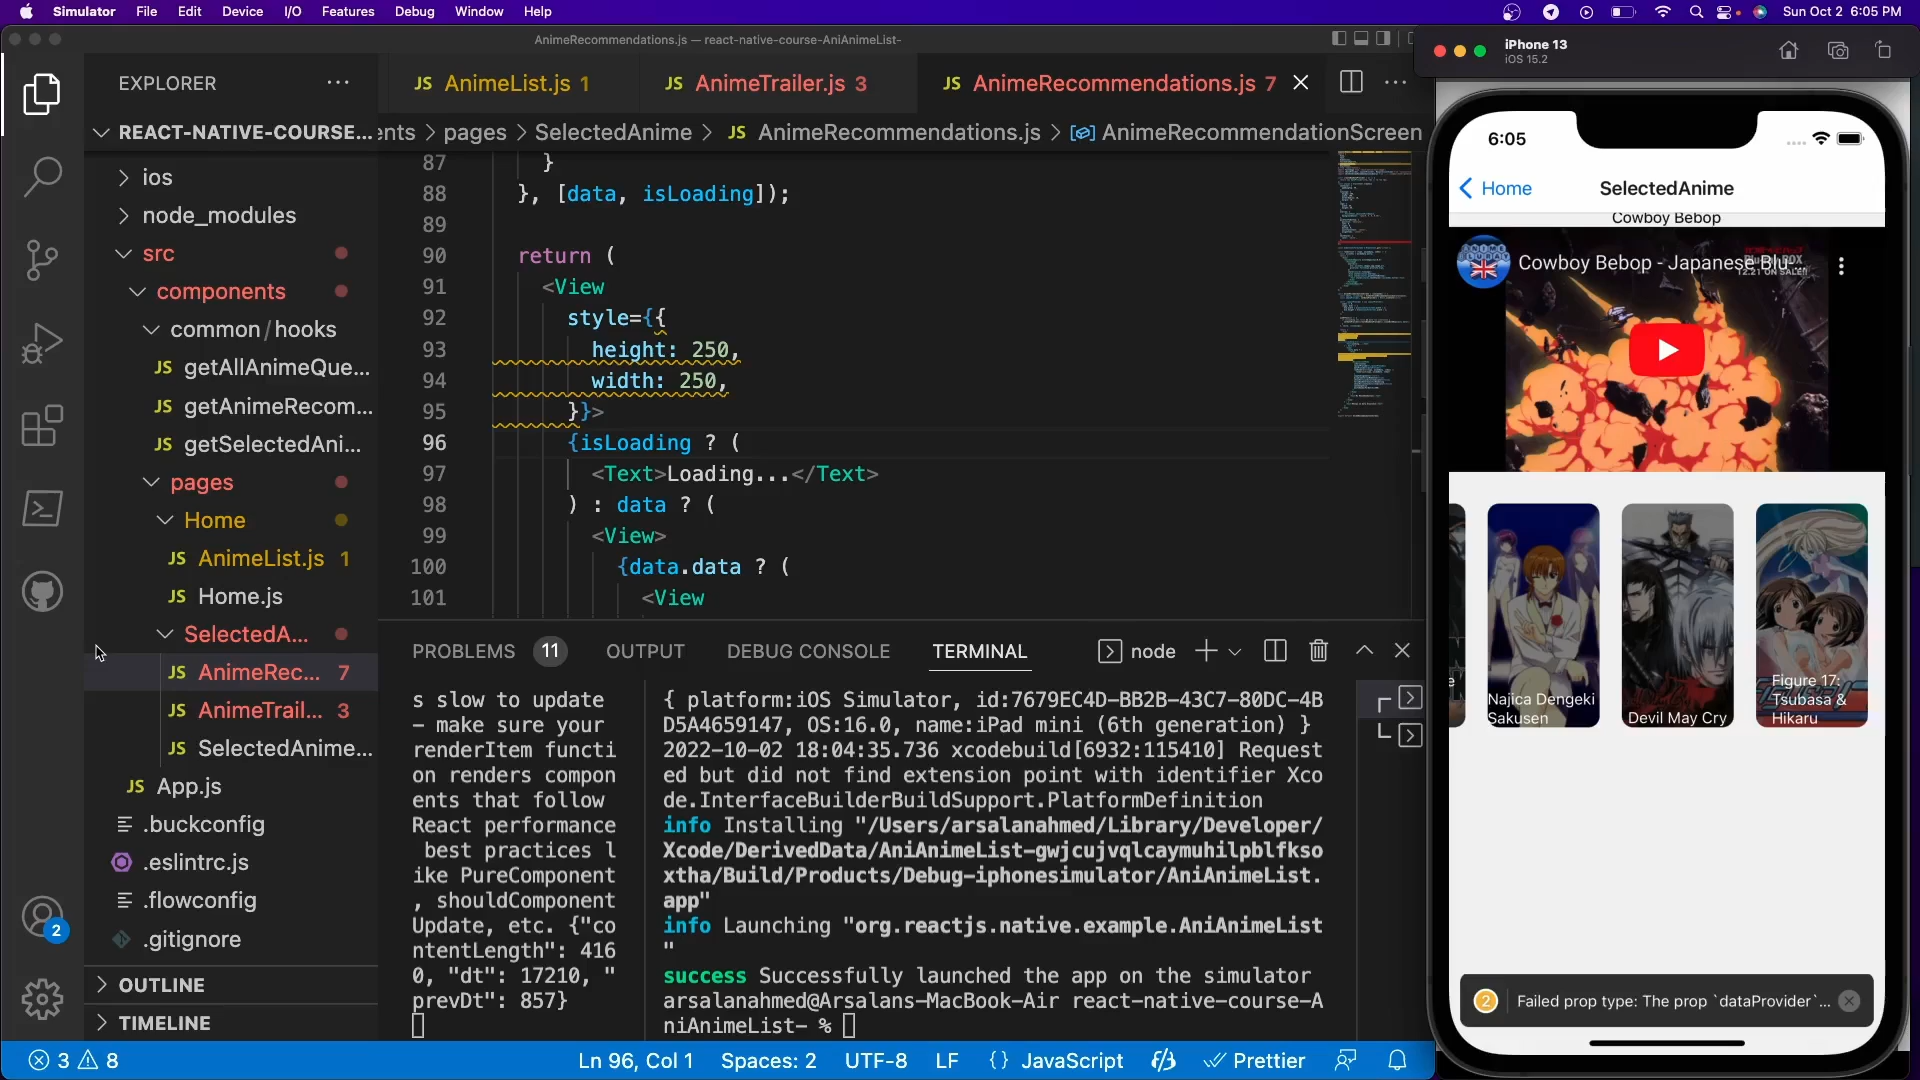 Simulator File Edit Device I/O Features Debug Window Help
Sun Oct 2 6:05 PM
AnimeRecommendations.js — react-native-course-AniAnimeList-
EXPLORER
JS AnimeList.js 1
JS AnimeTrailer.js 3
JS AnimeRecommendations.js 7
REACT-NATIVE-COURSE...
ents > pages > SelectedAnime > JS AnimeRecommendations.js > AnimeRecommendationScreen
ios
node_modules
src
components
common/hooks
JS getAllAnimeQue...
JS getAnimeRecom...
JS getSelectedAni...
pages
Home
JS AnimeList.js 1
JS Home.js
SelectedA...
JS AnimeRec... 7
JS AnimeTrail... 3
JS SelectedAnime...
JS App.js
.buckconfig
.eslintrc.js
.flowconfig
.gitignore
OUTLINE
TIMELINE
2
87 }
88 }, [data, isLoading]);
89
90 return (
91 <View
92 style={{
93 height: 250,
94 width: 250,
95 }}>
96 {isLoading ? (
97 <Text>Loading...</Text>
98 ) : data ? (
99 <View>
100 {data.data ? (
101 <View
PROBLEMS 11 OUTPUT DEBUG CONSOLE TERMINAL
node
s slow to update
– make sure your
renderItem functi
on renders compon
ents that follow
React performance
best practices l
ike PureComponent
, shouldComponent
Update, etc. {"co
ntentLength": 416
0, "dt": 17210, "
prevDt": 857}
{ platform:iOS Simulator, id:7679EC4D-BB2B-43C7-80DC-4B
D5A4659147, OS:16.0, name:iPad mini (6th generation) }
2022-10-02 18:04:35.736 xcodebuild[6932:115410] Request
ed but did not find extension point with identifier Xco
de.InterfaceBuilderBuildSupport.PlatformDefinition
info Installing "/Users/arsalanahmed/Library/Developer/
Xcode/DerivedData/AniAnimeList-gwjcujvqlcaymuhilpblfkso
xtha/Build/Products/Debug-iphonesimulator/AniAnimeList.
app"
info Launching "org.reactjs.native.example.AniAnimeList
"
success Successfully launched the app on the simulator
arsalanahmed@Arsalans-MacBook-Air react-native-course-A
niAnimeList- %
3 8
Ln 96, Col 1 Spaces: 2 UTF-8 LF {} JavaScript Prettier
iPhone 13
iOS 15.2
6:05
Home SelectedAnime
Cowboy Bebop
Cowboy Bebop - Japanese Blu...
12.21 ON SALE!!
e
Najica Dengeki
Sakusen
Devil May Cry
Figure 17:
Tsubasa &
Hikaru
2 Failed prop type: The prop `dataProvider`...